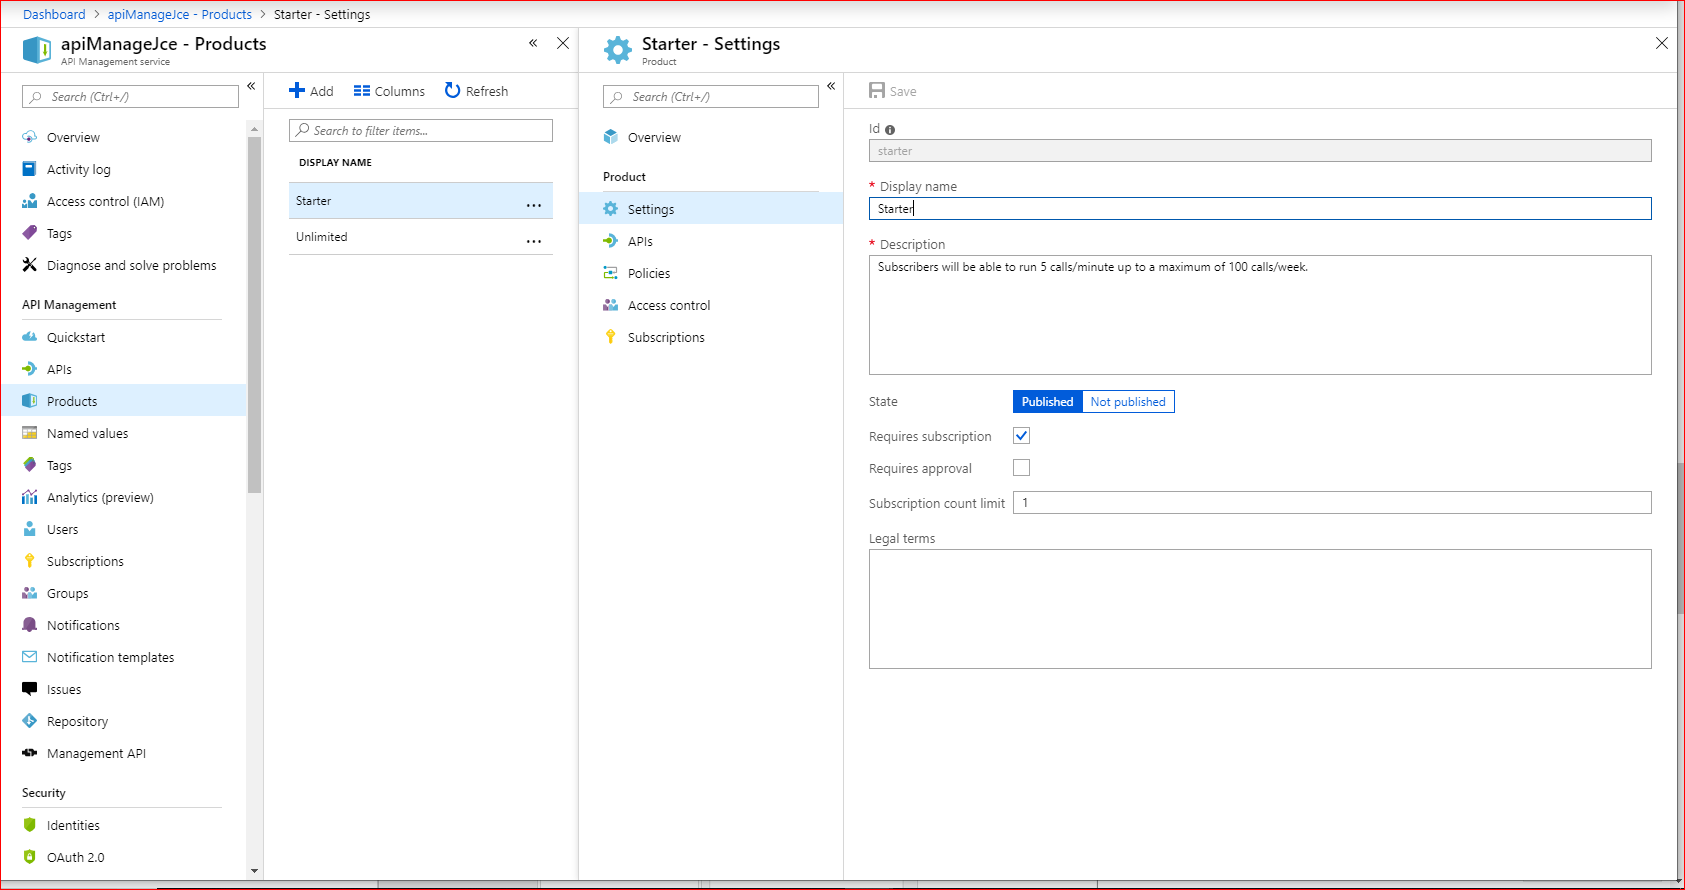 Dashboard > apiManageJce - Products > Starter - Settings
apiManageJce - Products
API Management service
Search (Ctrl+/)
Overview
Activity log
Access control (IAM)
Tags
Diagnose and solve problems
API Management
Quickstart
APIs
Products
Named values
Tags
Analytics (preview)
Users
Subscriptions
Groups
Notifications
Notification templates
Issues
Repository
Management API
Security
Identities
OAuth 2.0
Add Columns Refresh
Search to filter items...
DISPLAY NAME
Starter ...
Unlimited ...
Starter - Settings
Product
Search (Ctrl+/)
Overview
Product
Settings
APIs
Policies
Access control
Subscriptions
Save
Id
starter
* Display name
Starter
* Description
Subscribers will be able to run 5 calls/minute up to a maximum of 100 calls/week.
State Published Not published
Requires subscription
Requires approval
Subscription count limit 1
Legal terms